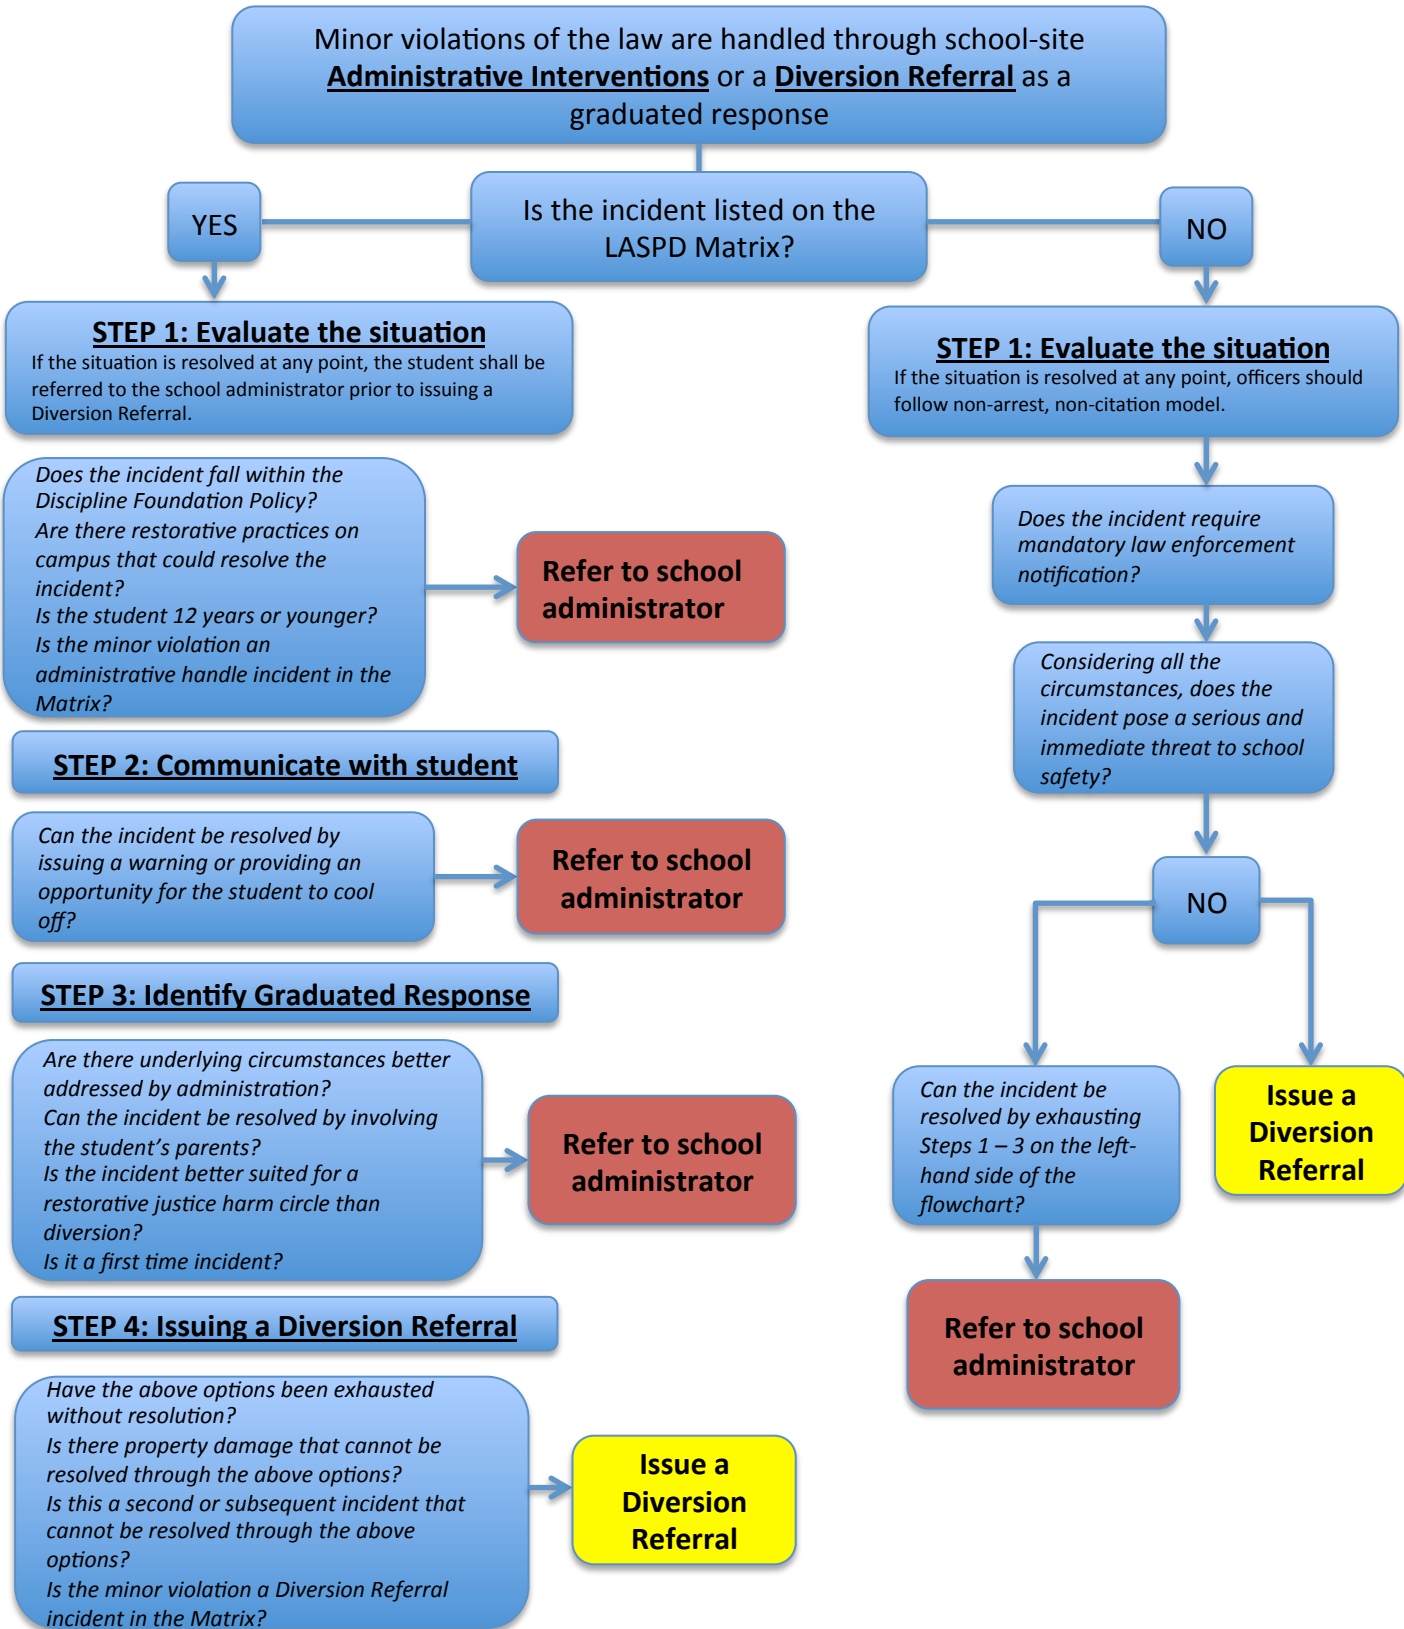 Minor violations of the law are handled through school-site
Administrative Interventions or a Diversion Referral as a
graduated response
Is the incident listed on the
LASPD Matrix?
YES
STEP 1: Evaluate the situation
If the situation is resolved at any point, the student shall be
referred to the school administrator prior to issuing a
Diversion Referral.
Does the incident fall within the
Discipline Foundation Policy?
Are there restorative practices on
campus that could resolve the
incident?
Is the student 12 years or younger?
Is the minor violation an
administrative handle incident in the
Matrix?
Refer to school
administrator
STEP 2: Communicate with student
Can the incident be resolved by
issuing a warning or providing an
opportunity for the student to cool
off?
Refer to school
administrator
STEP 3: Identify Graduated Response
Are there underlying circumstances better
addressed by administration?
Can the incident be resolved by involving
the student's parents?
Is the incident better suited for a
restorative justice harm circle than
diversion?
Is it a first time incident?
Refer to school
administrator
STEP 4: Issuing a Diversion Referral
Have the above options been exhausted
without resolution?
Is there property damage that cannot be
resolved through the above options?
Is this a second or subsequent incident that
cannot be resolved through the above
options?
Is the minor violation a Diversion Referral
incident in the Matrix?
Issue a
Diversion
Referral
NO
STEP 1: Evaluate the situation
If the situation is resolved at any point, officers should
follow non-arrest, non-citation model.
Does the incident require
mandatory law enforcement
notification?
Considering all the
circumstances, does the
incident pose a serious and
immediate threat to school
safety?
NO
Can the incident be
resolved by exhausting
Steps 1 – 3 on the left-
hand side of the
flowchart?
Refer to school
administrator
Issue a
Diversion
Referral